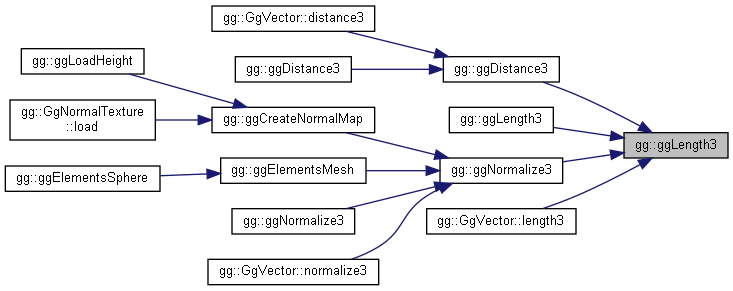 gg::GgVector::distance3
gg::ggLoadHeight
gg::ggDistance3
gg::ggDistance3
gg::GgNormalTexture
::load
gg::ggCreateNormalMap
gg::ggLength3
gg::ggLength3
gg::ggElementsSphere
gg::ggElementsMesh
gg::ggNormalize3
gg::ggNormalize3
gg::GgVector::length3
gg::GgVector::normalize3